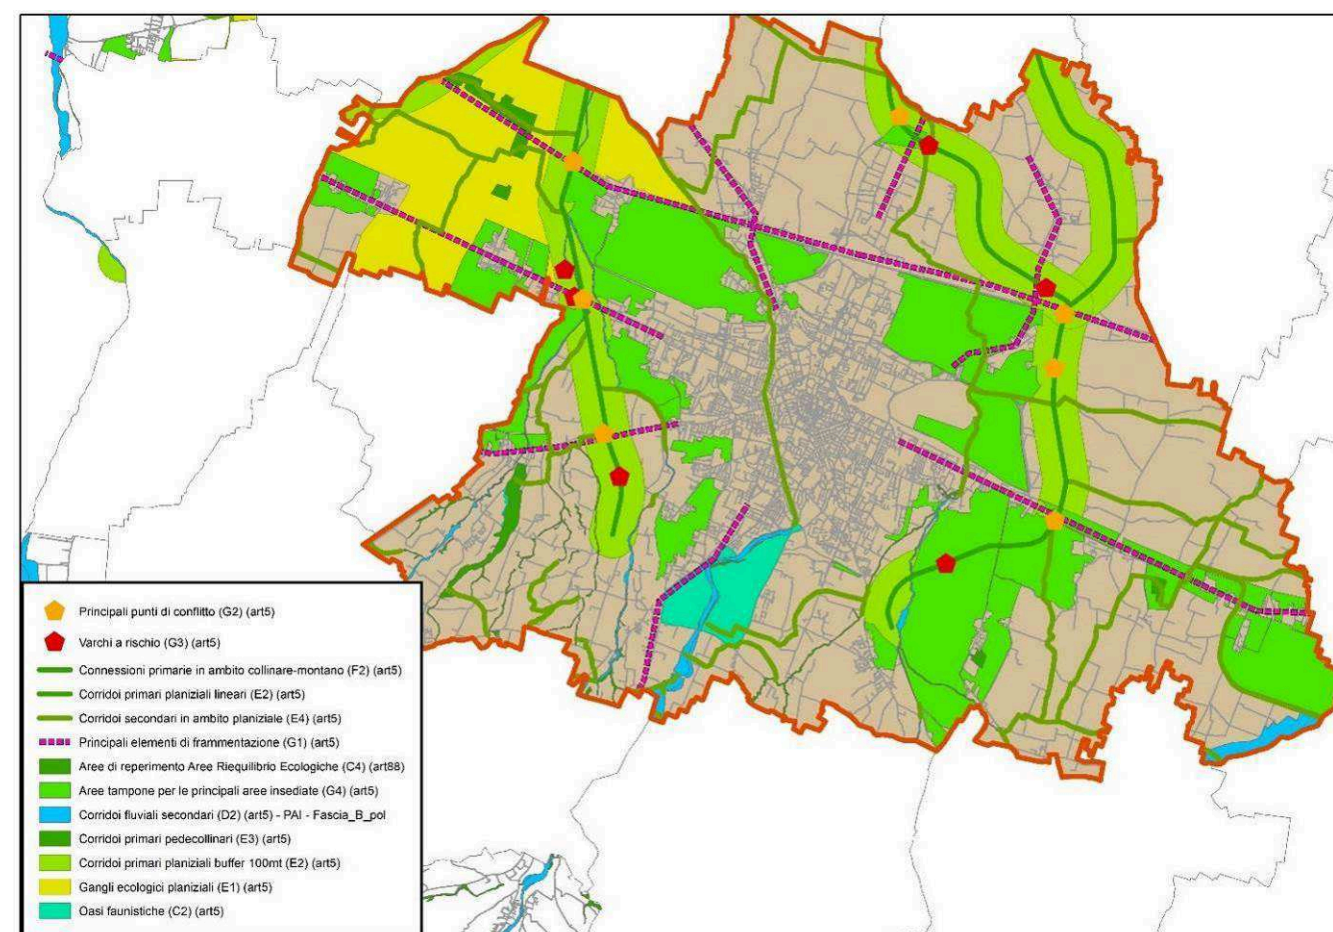 Principali punti di conflitto (G2) (art5)
Varchi a rischio (G3) (art5)
Connessioni primarie in ambito collinare-montano (F2) (art5)
Corridoi primari planiziali lineari (E2) (art5)
Corridoi secondari in ambito planiziale (E4) (art5)
Principali elementi di frammentazione (G1) (art5)
Aree di reperimento Aree Riequilibrio Ecologiche (C4) (art88)
Aree tampone per le principali aree insediate (G4) (art5)
Corridoi fluviali secondari (D2) (art5) - PAI - Fascia_B_pol
Corridoi primari pedecollinari (E3) (art5)
Corridoi primari planiziali buffer 100mt (E2) (art5)
Gangli ecologici planiziali (E1) (art5)
Oasi faunistiche (C2) (art5)